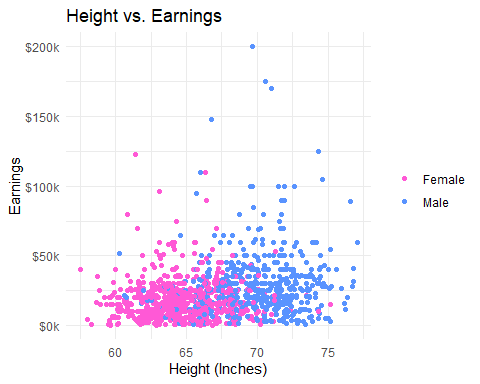 Height vs. Earnings
$200k
$150k
$100k
$50k
$0k
Earnings
60 65 70 75
Height (Inches)
Female
Male